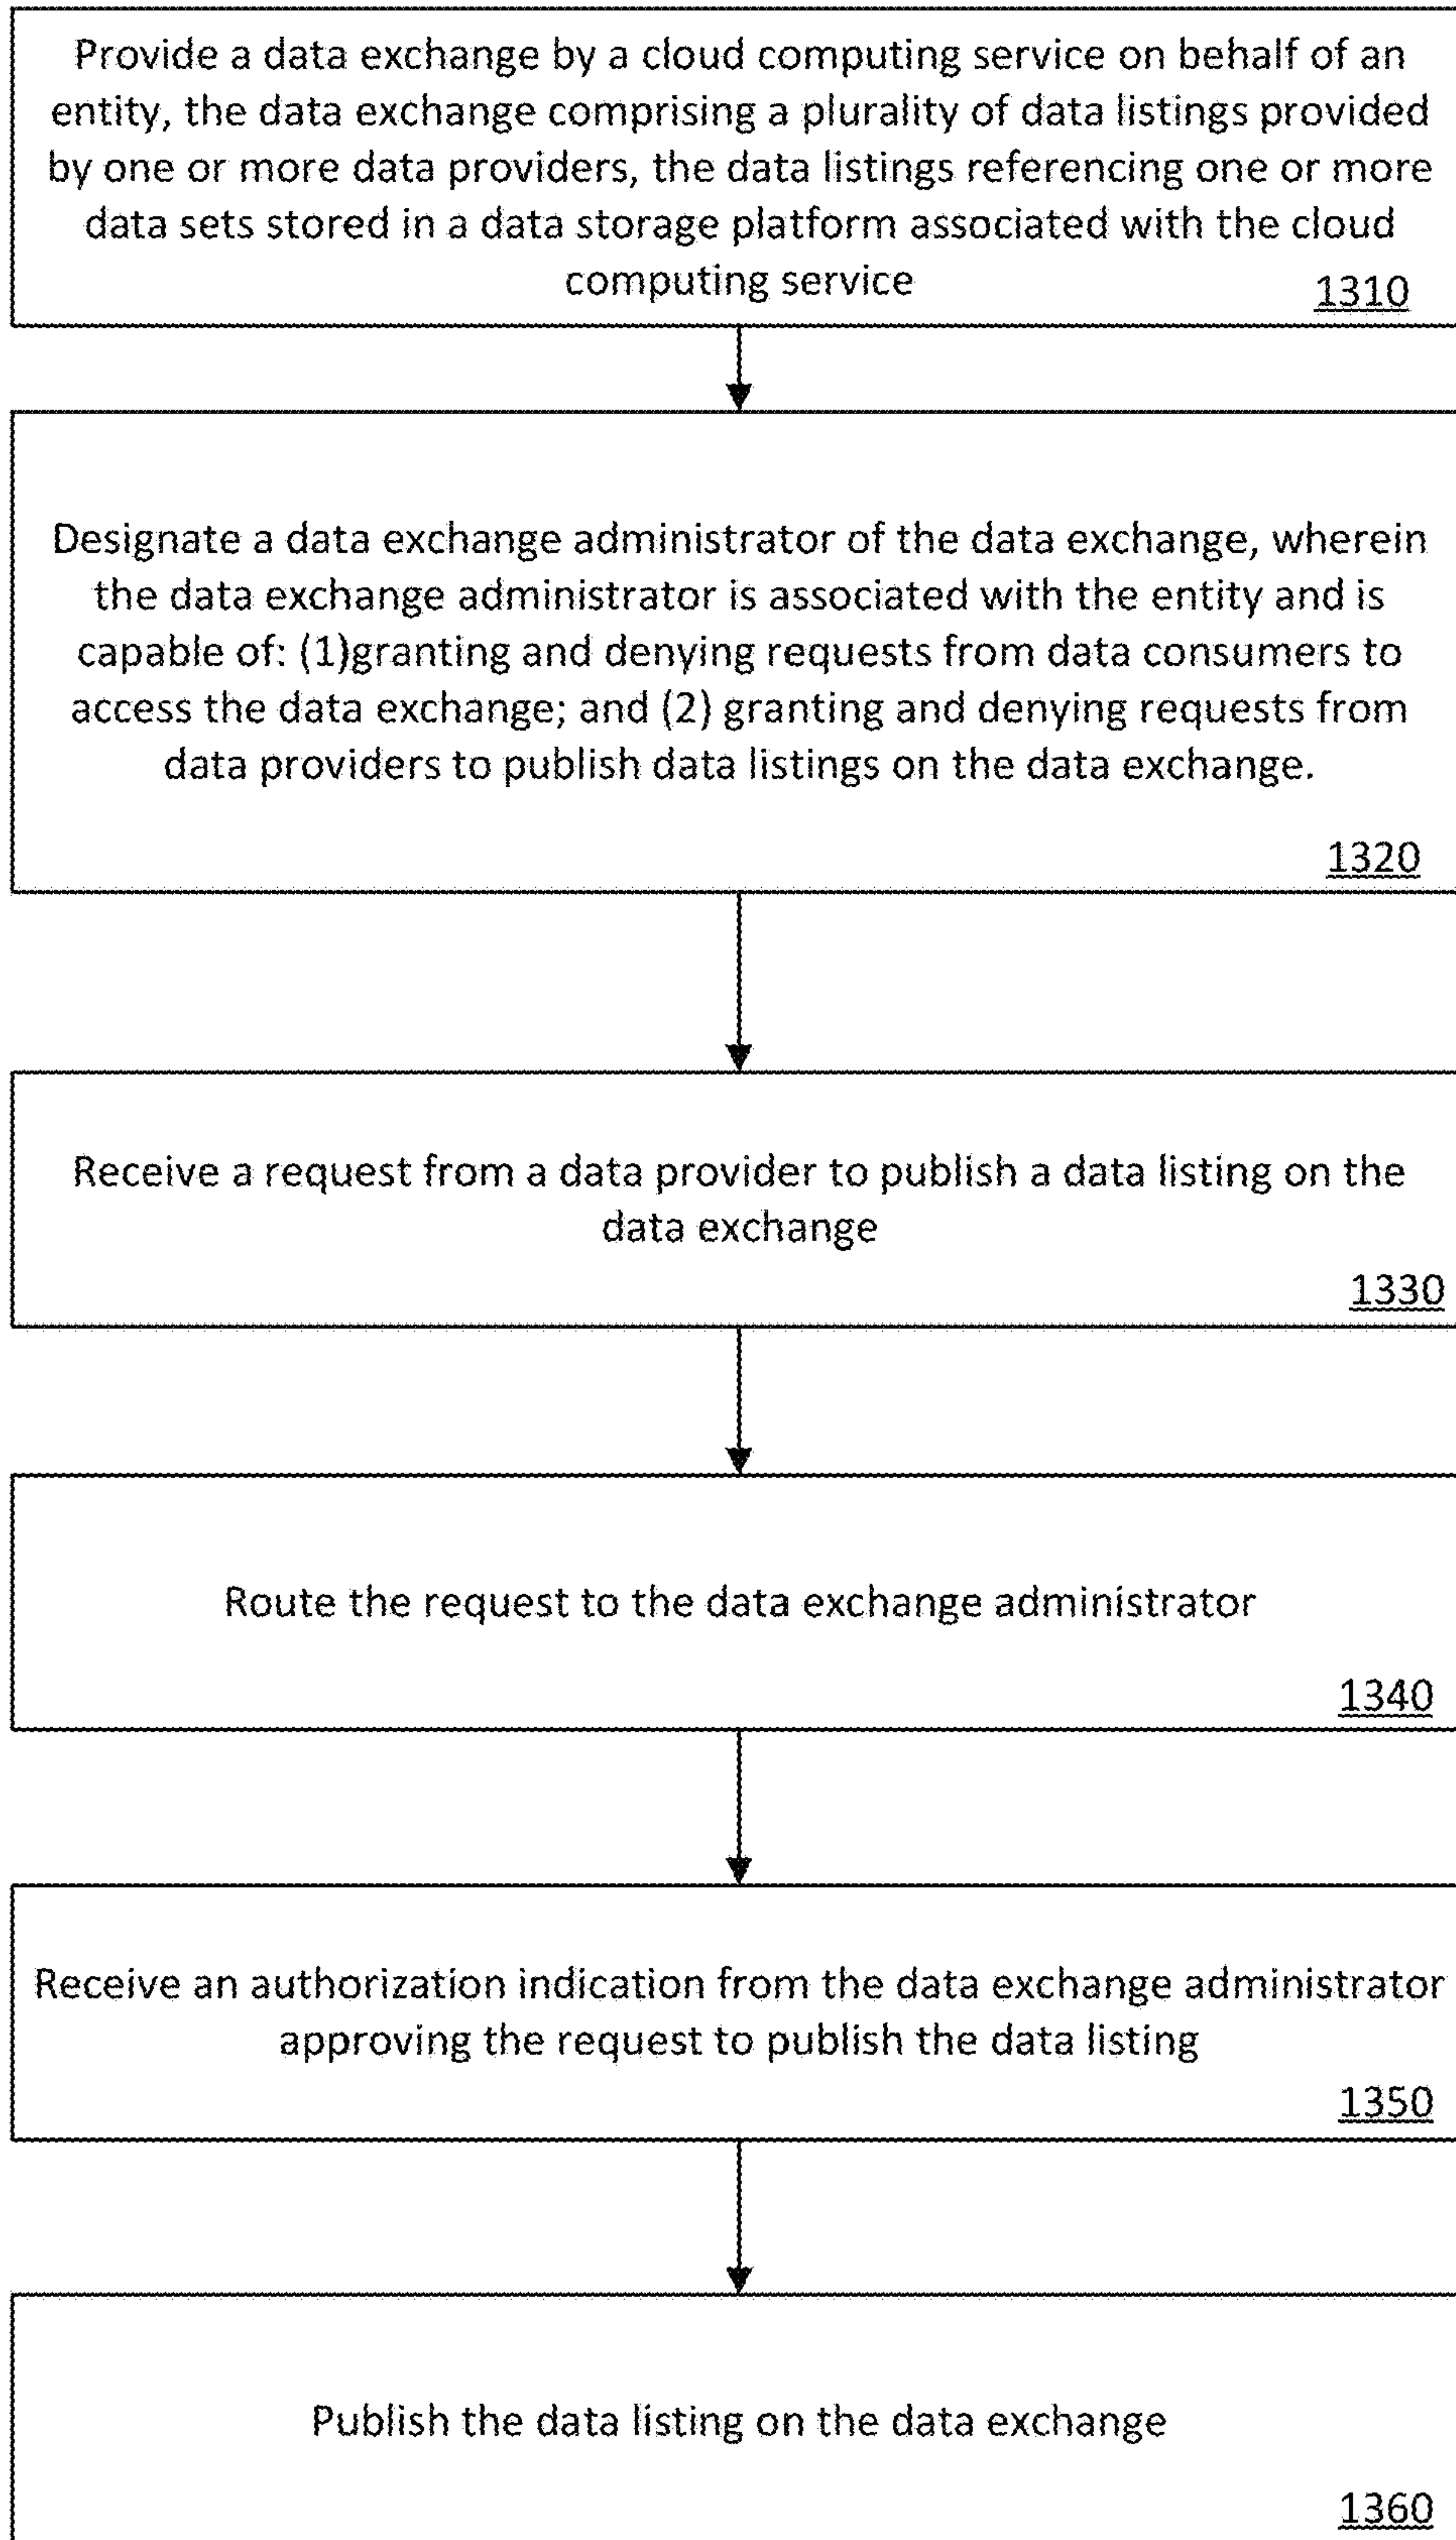 Provide a data exchange by a cloud computing service on behalf of an
entity, the data exchange comprising a plurality of data listings provided
by one or more data providers, the data listings referencing one or more
data sets stored in a data storage platform associated with the cloud
computing service
1310
Designate a data exchange administrator of the data exchange, wherein
the data exchange administrator is associated with the entity and is
capable of: (1)granting and denying requests from data consumers to
access the data exchange; and (2) granting and denying requests from
data providers to publish data listings on the data exchange.
1320
Receive a request from a data provider to publish a data listing on the
data exchange
1330
Route the request to the data exchange administrator
1340
Receive an authorization indication from the data exchange administrator
approving the request to publish the data listing
1350
Publish the data listing on the data exchange
1360